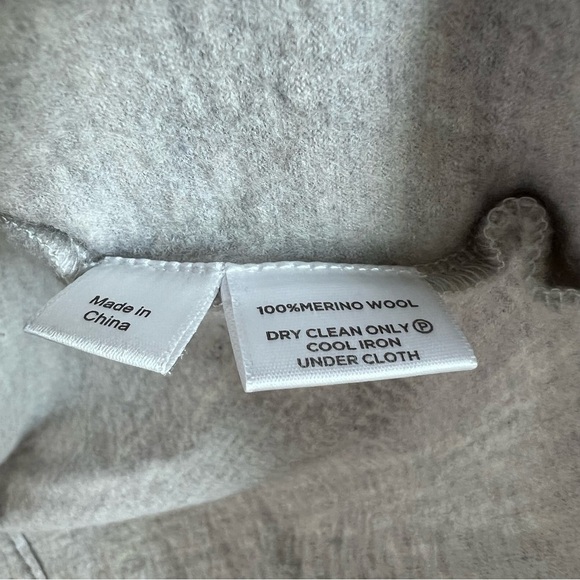 Made in
China
100%MERINO WOOL
DRY CLEAN ONLY Ⓟ
COOL IRON
UNDER CLOTH